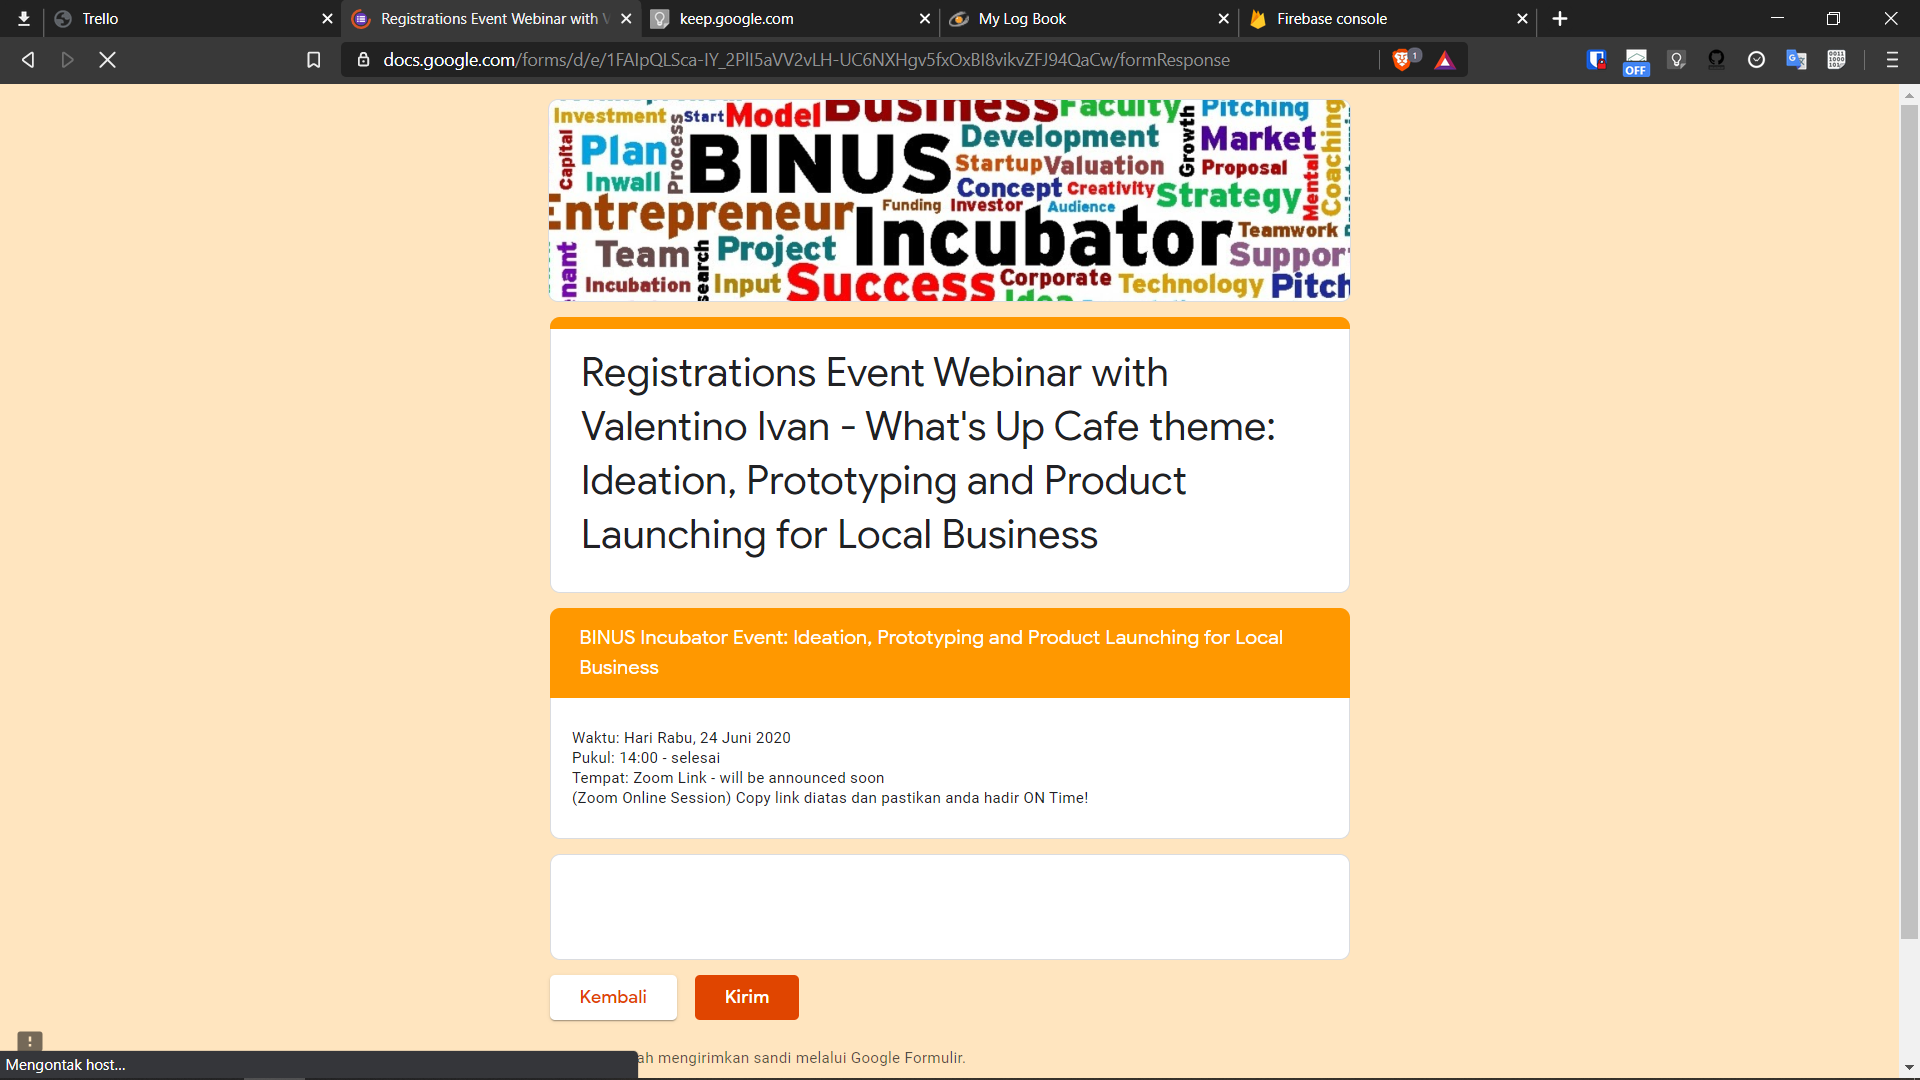 Trello
Registrations Event Webinar with
keep.google.com
My Log Book
Firebase console
docs.google.com/forms/d/e/1FAIpQLSca-IY_2PlI5aVV2vLH-UC6NXHgv5fxOxBI8vikvZFJ94QaCw/formResponse
1
OFF
Investment Start Model Business Faculty Growth Pitching
Capital Plan Process BINUS Development Market Coaching
Inwall Startup Valuation Proposal Mental
Concept Creativity Strategy
Entrepreneur Funding Investor Audience
Incubator Teamwork
Team Project Support
Incubation Input Success Corporate Technology
Idea
Registrations Event Webinar with
Valentino Ivan - What's Up Cafe theme:
Ideation, Prototyping and Product
Launching for Local Business
BINUS Incubator Event: Ideation, Prototyping and Product Launching for Local
Business
Waktu: Hari Rabu, 24 Juni 2020
Pukul: 14:00 - selesai
Tempat: Zoom Link - will be announced soon
(Zoom Online Session) Copy link diatas dan pastikan anda hadir ON Time!
Kembali
Kirim
ah mengirimkan sandi melalui Google Formulir.
Mengontak host...